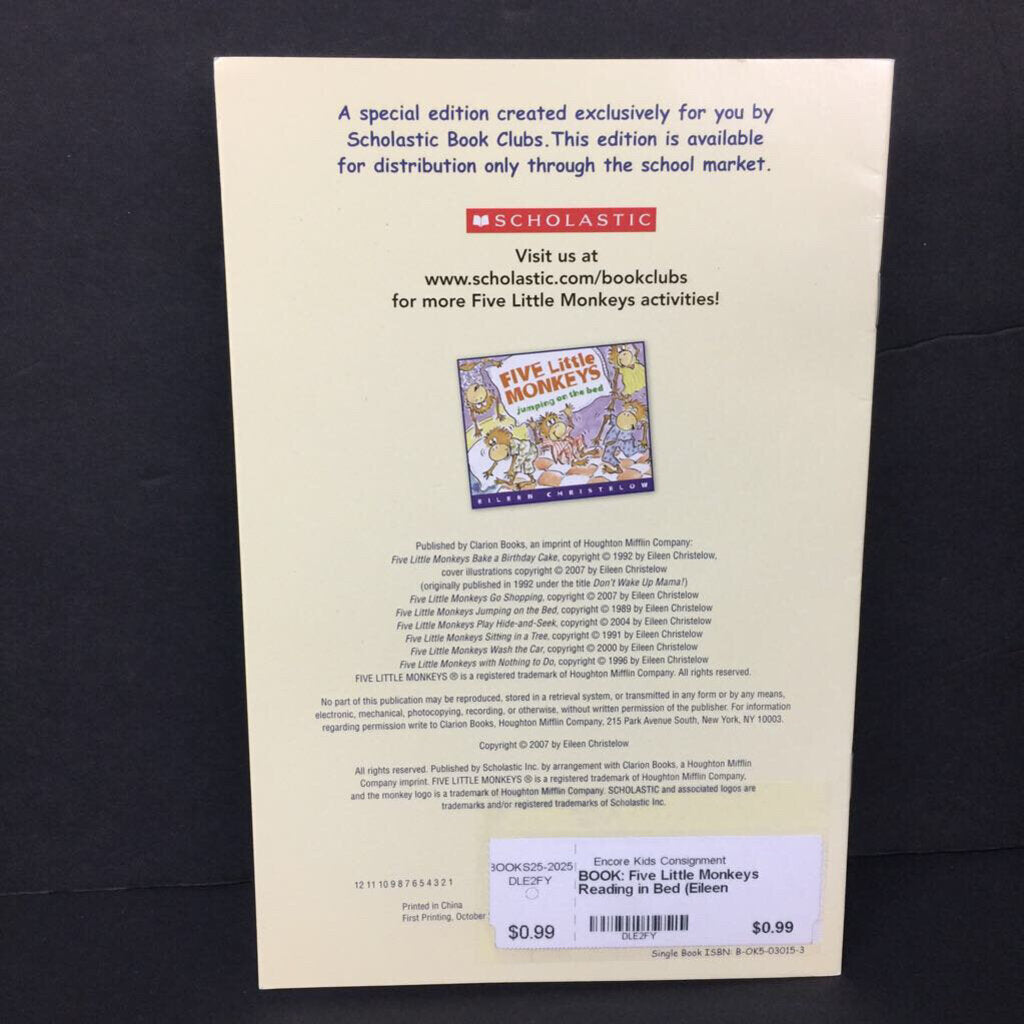 A special edition created exclusively for you by
Scholastic Book Clubs. This edition is available
for distribution only through the school market.
SCHOLASTIC
Visit us at
www.scholastic.com/bookclubs
for more Five Little Monkeys activities!
FIVE Little
MONKEYS
jumping on the bed
EILEEN CHRISTELOW
Published by Clarion Books, an imprint of Houghton Mifflin Company:
Five Little Monkeys Bake a Birthday Cake, copyright © 1992 by Eileen Christelow,
cover illustrations copyright © 2007 by Eileen Christelow
(originally published in 1992 under the title Don't Wake Up Mama!)
Five Little Monkeys Go Shopping, copyright © 2007 by Eileen Christelow
Five Little Monkeys Jumping on the Bed, copyright © 1989 by Eileen Christelow
Five Little Monkeys Play Hide-and-Seek, copyright © 2004 by Eileen Christelow
Five Little Monkeys Sitting in a Tree, copyright © 1991 by Eileen Christelow
Five Little Monkeys Wash the Car, copyright © 2000 by Eileen Christelow
Five Little Monkeys with Nothing to Do, copyright © 1996 by Eileen Christelow
FIVE LITTLE MONKEYS ® is a registered trademark of Houghton Mifflin Company. All rights reserved.
No part of this publication may be reproduced, stored in a retrieval system, or transmitted in any form or by any means,
electronic, mechanical, photocopying, recording, or otherwise, without written permission of the publisher. For information
regarding permission write to Clarion Books, Houghton Mifflin Company, 215 Park Avenue South, New York, NY 10003.
Copyright © 2007 by Eileen Christelow
All rights reserved. Published by Scholastic Inc. by arrangement with Clarion Books, a Houghton Mifflin
Company imprint. FIVE LITTLE MONKEYS ® is a registered trademark of Houghton Mifflin Company,
and the monkey logo is a trademark of Houghton Mifflin Company. SCHOLASTIC and associated logos are
trademarks and/or registered trademarks of Scholastic Inc.
12 11 10 9 8 7 6 5 4 3 2 1
Printed in China
First Printing, October
BOOKS25-2025
DLE2FY
$0.99
Encore Kids Consignment
BOOK: Five Little Monkeys
Reading in Bed (Eileen
DLE2FY
$0.99
Single Book ISBN: B-OK5-03015-3